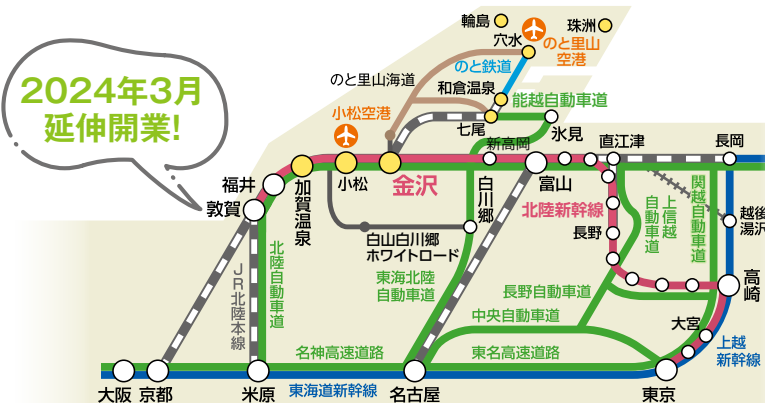 2024年3月
延伸開業!
輪島
珠洲
穴水
のと里山
空港
のと鉄道
のと里山海道
和倉温泉
能越自動車道
小松空港
七尾
氷見
新高岡
直江津
長岡
福井
敦賀
加賀温泉
小松
金沢
白川郷
富山
北陸新幹線
長野
上信越
自動車道
関越自動車道
越後
湯沢
白山白川郷
ホワイトロード
北陸自動車道
JR北陸本線
東海北陸
自動車道
長野自動車道
中央自動車道
高崎
大宮
名神高速道路
東名高速道路
上越
新幹線
大阪
京都
米原
東海道新幹線
名古屋
東京